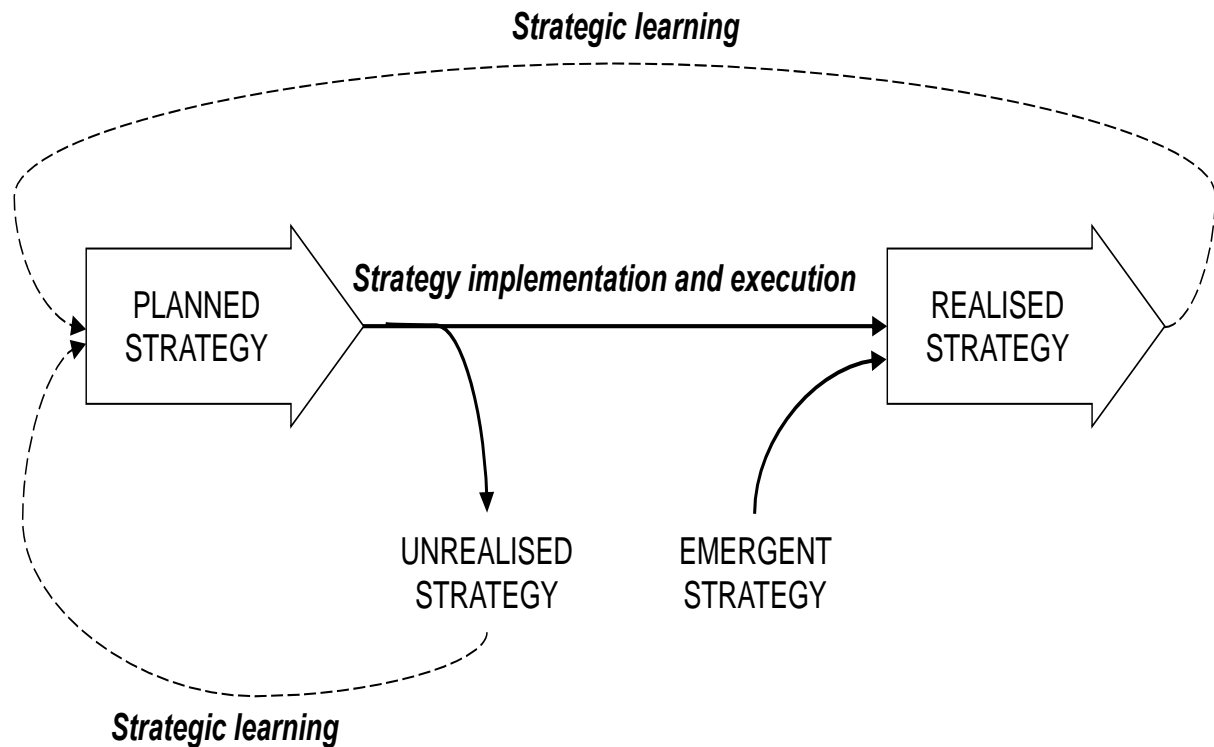 Strategic learning
Strategy implementation and execution
PLANNED
STRATEGY
REALISED
STRATEGY
UNREALISED
STRATEGY
EMERGENT
STRATEGY
Strategic learning